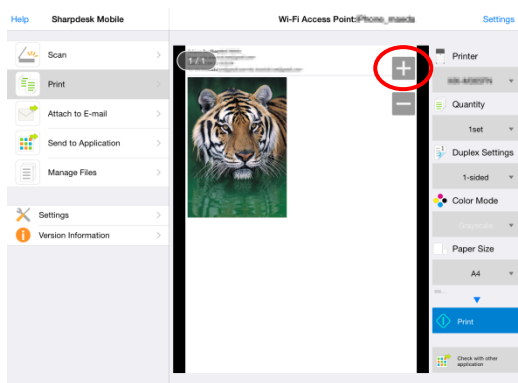 Help
Sharpdesk Mobile
Wi-Fi Access Point:
Settings
Scan
Print
Attach to E-mail
Send to Application
Manage Files
Settings
Version Information
1 / 1
Printer
Quantity
1set
Duplex Settings
1-sided
Color Mode
Grayscale
Paper Size
A4
Print
Check with other
application